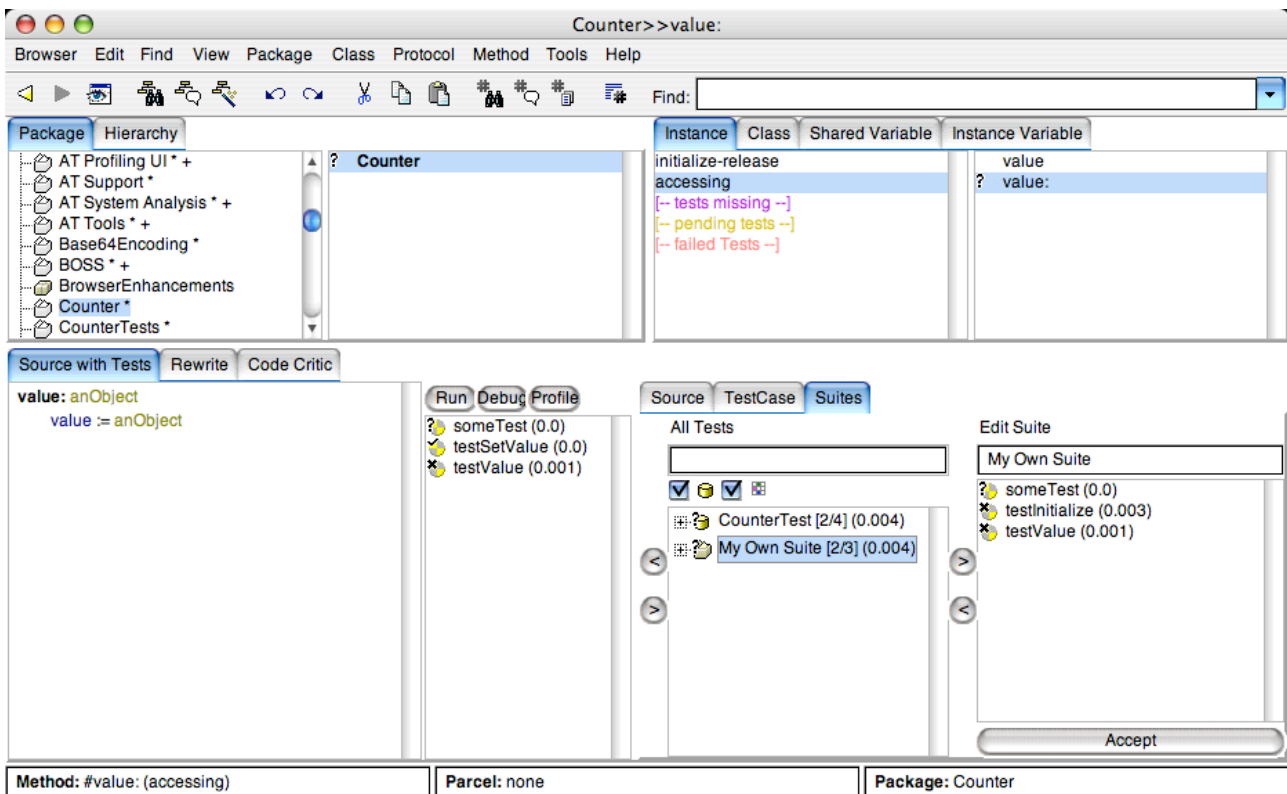 Counter>>value:
Browser Edit Find View Package Class Protocol Method Tools Help
Find:
Package Hierarchy
AT Profiling UI * +
AT Support *
AT System Analysis * +
AT Tools * +
Base64Encoding *
BOSS * +
BrowserEnhancements
Counter *
CounterTests *
? Counter
Instance Class Shared Variable Instance Variable
initialize-release
accessing
[-- tests missing --]
[-- pending tests --]
[-- failed Tests --]
value
? value:
Source with Tests Rewrite Code Critic
value: anObject
value := anObject
Run Debug Profile
someTest (0.0)
testSetValue (0.0)
testValue (0.001)
Source TestCase Suites
All Tests
CounterTest [2/4] (0.004)
My Own Suite [2/3] (0.004)
<
>
>
<
Edit Suite
My Own Suite
someTest (0.0)
testInitialize (0.003)
testValue (0.001)
Accept
Method: #value: (accessing)
Parcel: none
Package: Counter